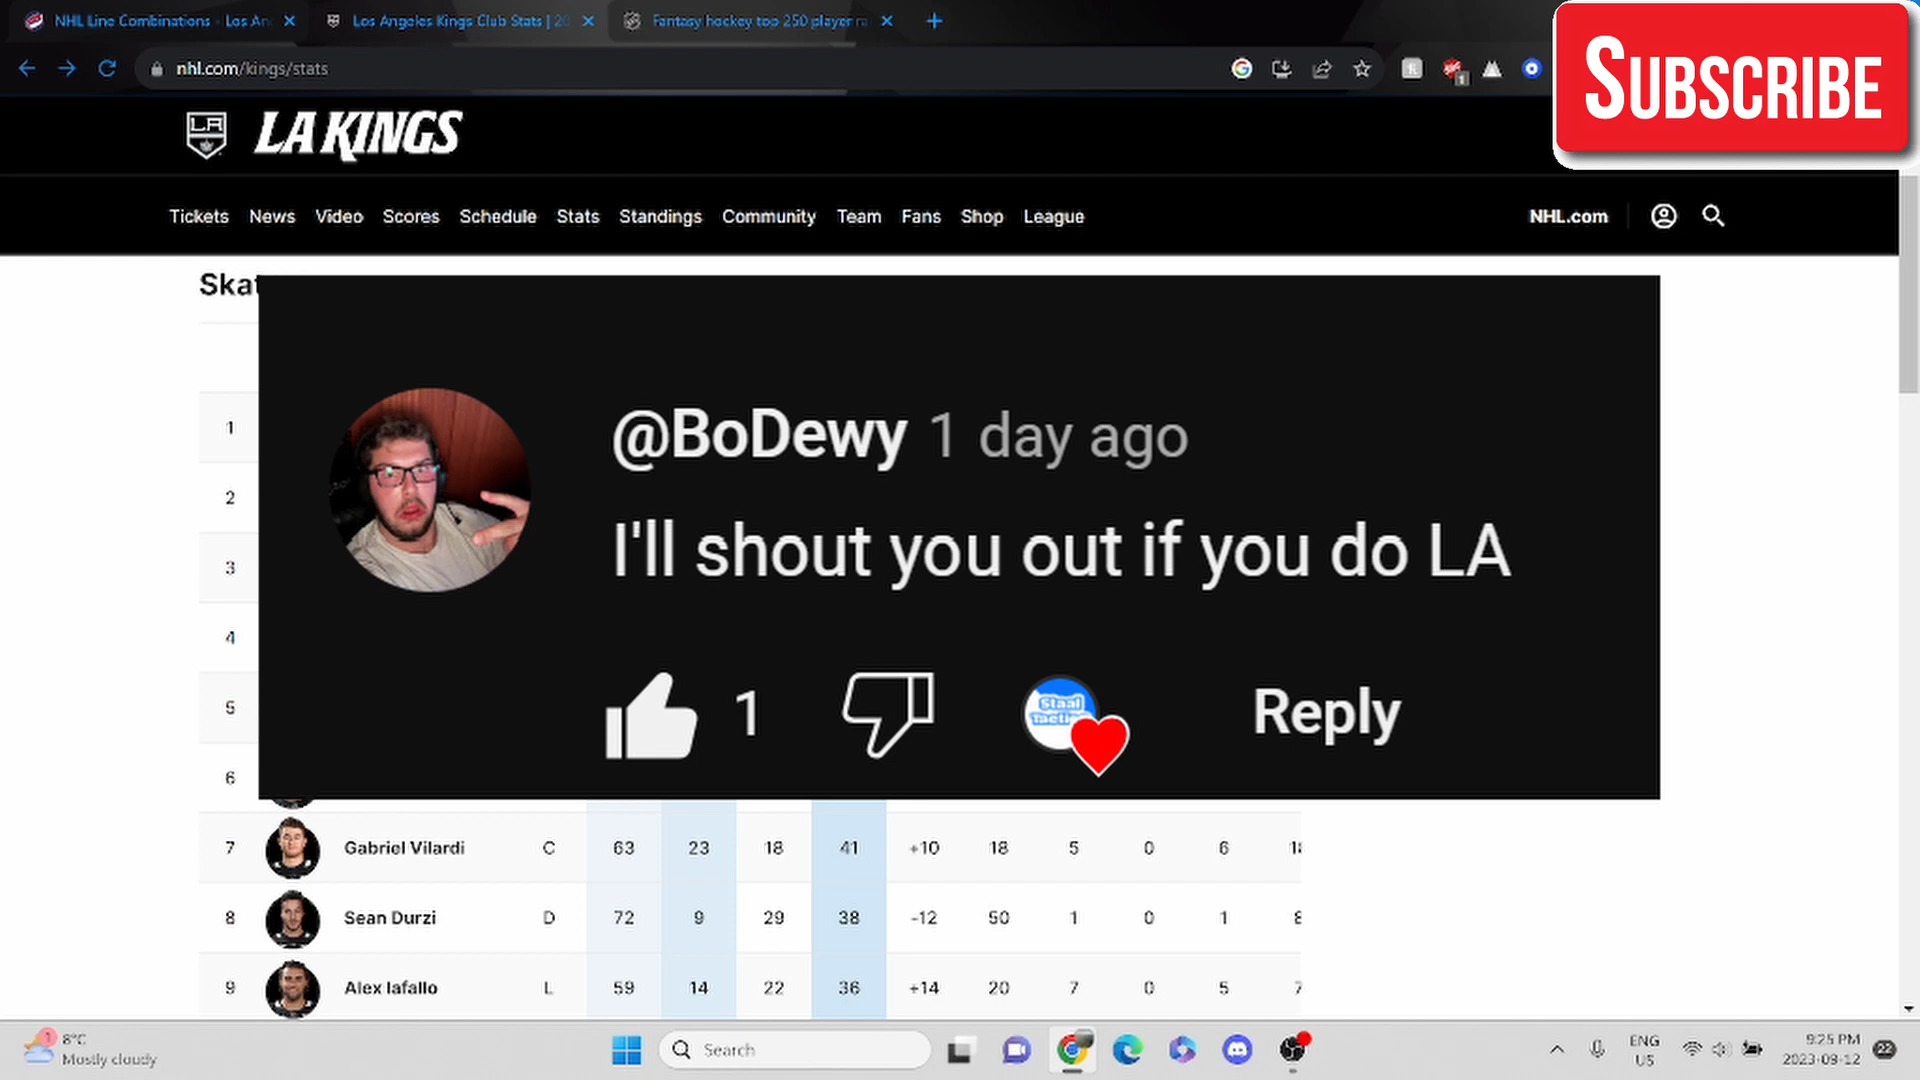 NHL Line Combinations - Los An
Los Angeles Kings Club Stats | 20
Fantasy hockey top 250 player ra
nhl.com/kings/stats
1
SUBSCRIBE
LA
LA KINGS
Tickets News Video Scores Schedule Stats Standings Community Team Fans Shop League
NHL.com
Skat
@BoDewy 1 day ago
I'll shout you out if you do LA
1
Staal
Reply
1
2
3
4
5
6
7 Gabriel Vilardi C 63 23 18 41 +10 18 5 0 6
8 Sean Durzi D 72 9 29 38 -12 50 1 0 1
9 Alex Iafallo L 59 14 22 36 +14 20 7 0 5
1
8°C
Mostly cloudy
Search
ENG
US
9:25 PM
2023-09-12
22